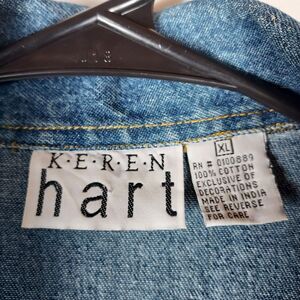 K·E·R·E·N
hart
XL
RN # 0100889
100% COTTON
EXCLUSIVE OF
DECORATIONS
MADE IN INDIA
SEE REVERSE
FOR CARE